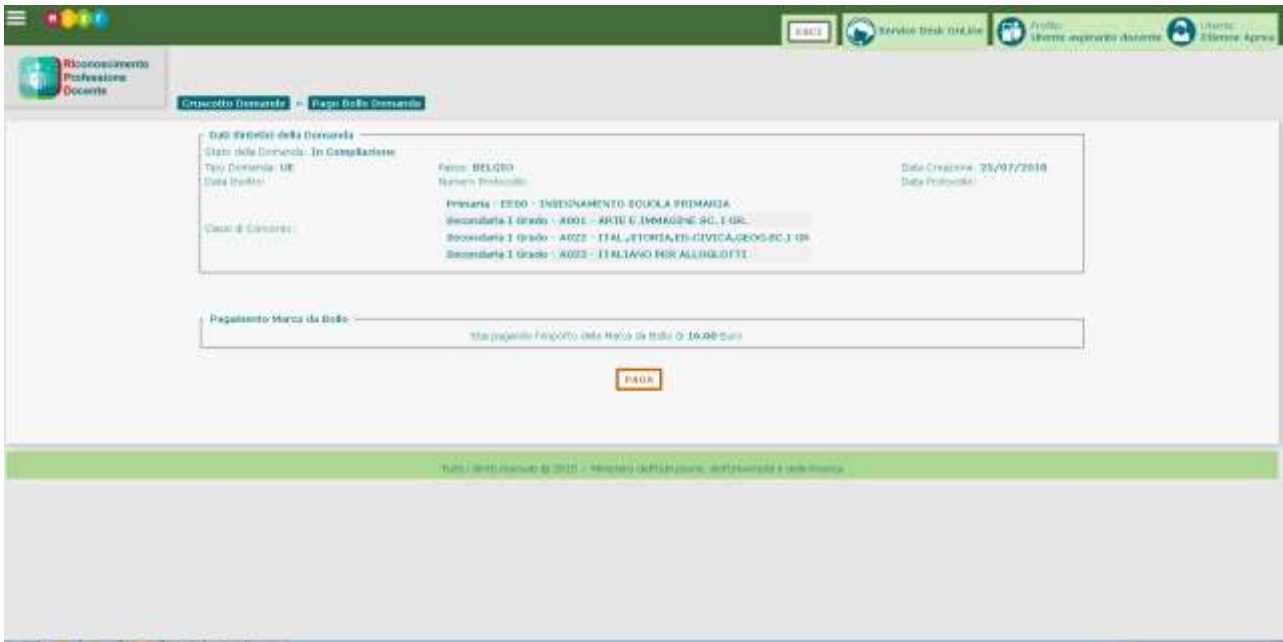 ESCI
Service Desk OnLine
Profilo:
Utente aspirante docente
Utente:
Etienne Aprea
Riconoscimento
Professione
Docente
Cruscotto Domande » Pago Bollo Domanda
Dati Sintetici della Domanda
Stato della Domanda: In Compilazione
Tipo Domanda: UE Paese: BELGIO Data Creazione: 25/07/2018
Data Inoltro: Numero Protocollo: Data Protocollo:
Classi di Concorso:
Primaria - EEOO - INSEGNAMENTO SCUOLA PRIMARIA
Secondaria I Grado - A001 - ARTE E IMMAGINE SC. I GR.
Secondaria I Grado - A022 - ITAL.,STORIA,ED.CIVICA,GEOG.SC.I GR
Secondaria I Grado - A023 - ITALIANO PER ALLOGLOTTI
Pagamento Marca da Bollo
Stai pagando l'importo della Marca da Bollo di 16.00 Euro
PAGA
Tutti i diritti riservati @ - Ministero dell'Istruzione, dell'Università e della Ricerca